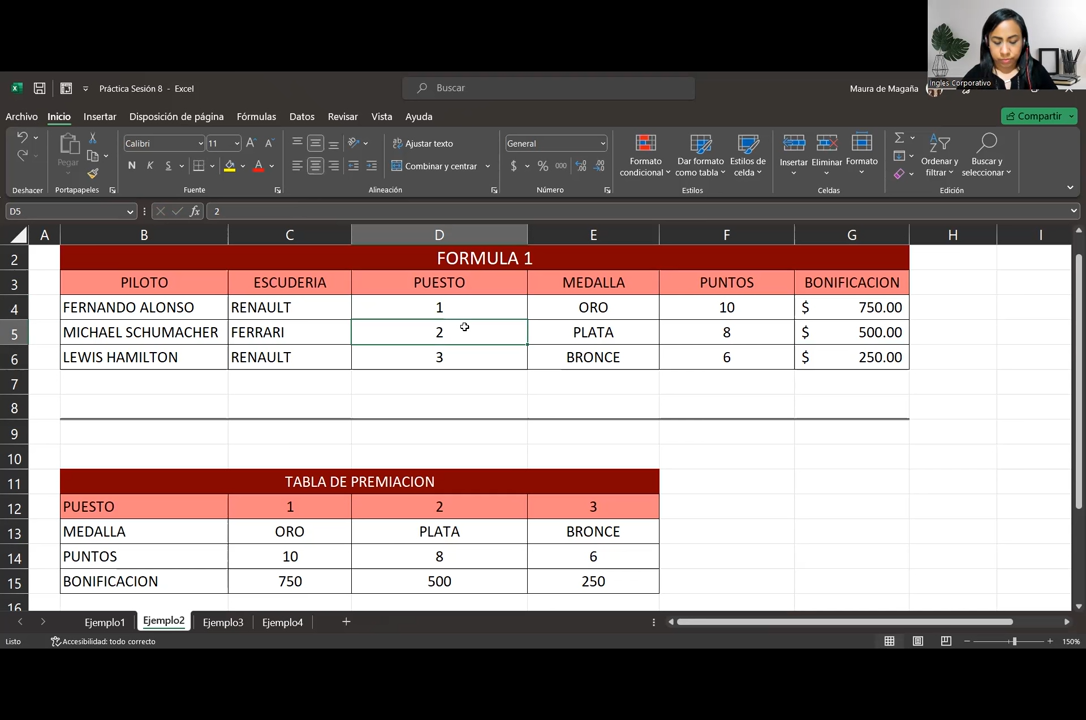 Ingles Corporativo
Práctica Sesión 8 - Excel
Buscar
Maura de Magaña
Archivo Inicio Insertar Disposición de página Fórmulas Datos Revisar Vista Ayuda
Compartir
Pegar
Calibri 11
Ajustar texto
Combinar y centrar
General
$ % 000
Formato condicional
Dar formato como tabla
Estilos de celda
Insertar
Eliminar
Formato
Ordenar y filtrar
Buscar y seleccionar
Deshacer Portapapeles Fuente Alineación Número Estilos Celdas Edición
D5 fx 2
A B C D E F G H I
2 FORMULA 1
3 PILOTO ESCUDERIA PUESTO MEDALLA PUNTOS BONIFICACION
4 FERNANDO ALONSO RENAULT 1 ORO 10 $ 750.00
5 MICHAEL SCHUMACHER FERRARI 2 PLATA 8 $ 500.00
6 LEWIS HAMILTON RENAULT 3 BRONCE 6 $ 250.00
7
8
9
10
11 TABLA DE PREMIACION
12 PUESTO 1 2 3
13 MEDALLA ORO PLATA BRONCE
14 PUNTOS 10 8 6
15 BONIFICACION 750 500 250
16
Ejemplo1 Ejemplo2 Ejemplo3 Ejemplo4
Listo Accesibilidad: todo correcto 150%